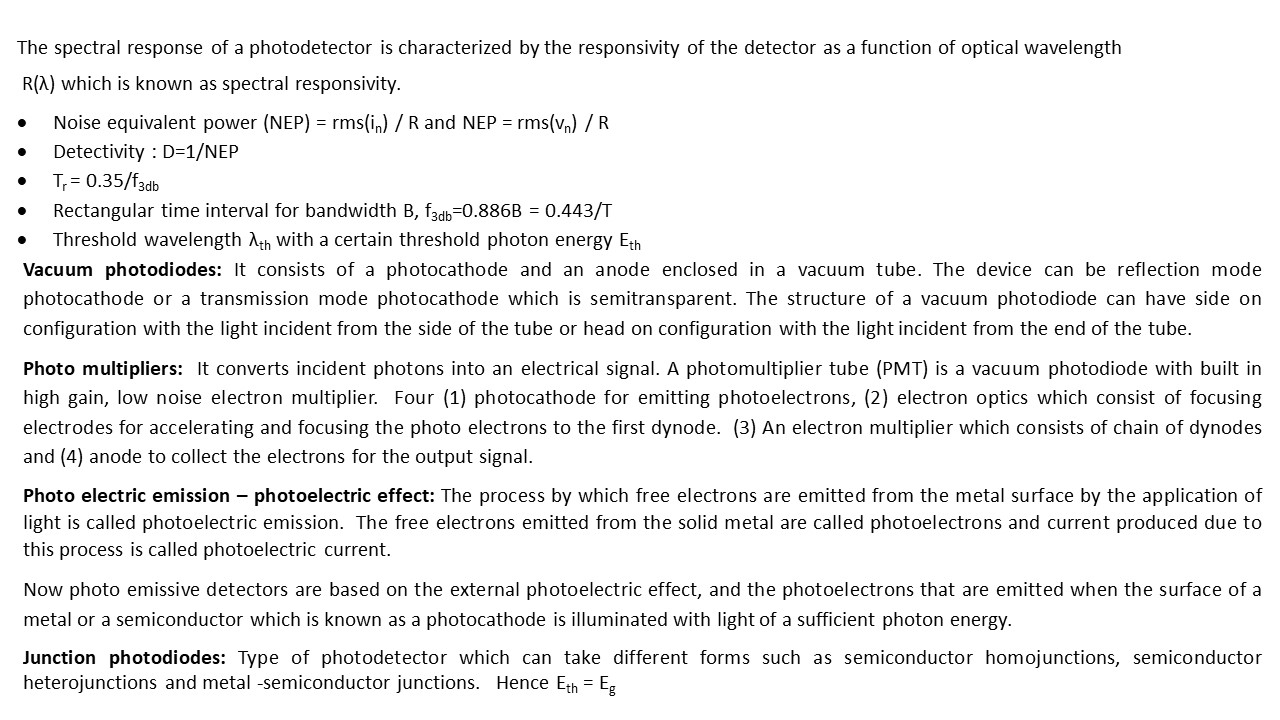 The spectral response of a photodetector is characterized by the responsivity of the detector as a function of optical wavelength
R(λ) which is known as spectral responsivity.
• Noise equivalent power (NEP) = rms(iₙ) / R and NEP = rms(vₙ) / R
• Detectivity : D=1/NEP
• Tᵣ = 0.35/f₃db
• Rectangular time interval for bandwidth B, f₃db=0.886B = 0.443/T
• Threshold wavelength λth with a certain threshold photon energy Eth
Vacuum photodiodes: It consists of a photocathode and an anode enclosed in a vacuum tube. The device can be reflection mode
photocathode or a transmission mode photocathode which is semitransparent. The structure of a vacuum photodiode can have side on
configuration with the light incident from the side of the tube or head on configuration with the light incident from the end of the tube.
Photo multipliers: It converts incident photons into an electrical signal. A photomultiplier tube (PMT) is a vacuum photodiode with built in
high gain, low noise electron multiplier. Four (1) photocathode for emitting photoelectrons, (2) electron optics which consist of focusing
electrodes for accelerating and focusing the photo electrons to the first dynode. (3) An electron multiplier which consists of chain of dynodes
and (4) anode to collect the electrons for the output signal.
Photo electric emission – photoelectric effect: The process by which free electrons are emitted from the metal surface by the application of
light is called photoelectric emission. The free electrons emitted from the solid metal are called photoelectrons and current produced due to
this process is called photoelectric current.
Now photo emissive detectors are based on the external photoelectric effect, and the photoelectrons that are emitted when the surface of a
metal or a semiconductor which is known as a photocathode is illuminated with light of a sufficient photon energy.
Junction photodiodes: Type of photodetector which can take different forms such as semiconductor homojunctions, semiconductor
heterojunctions and metal -semiconductor junctions. Hence Eth = Eg